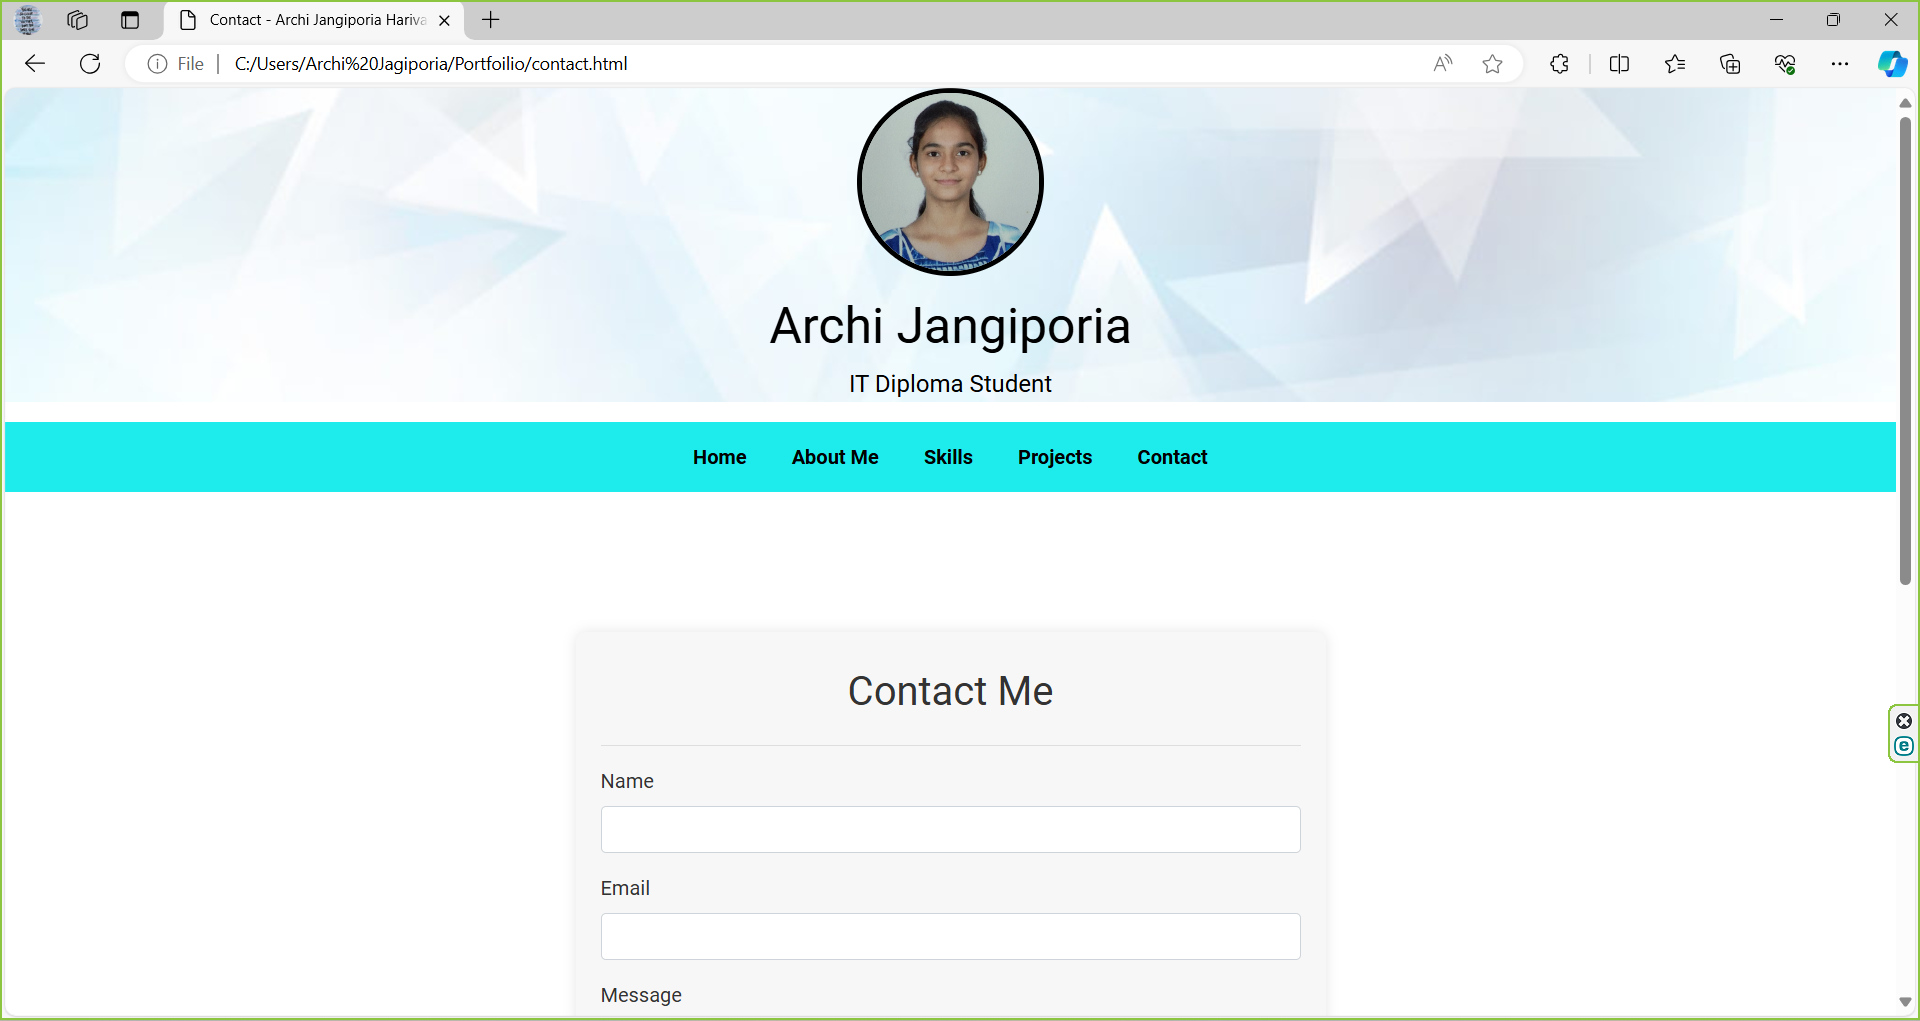 Contact - Archi Jangiporia Hariva
File
C:/Users/Archi%20Jagiporia/Portfoilio/contact.html
Archi Jangiporia
IT Diploma Student
Home About Me Skills Projects Contact
Contact Me
Name
Email
Message